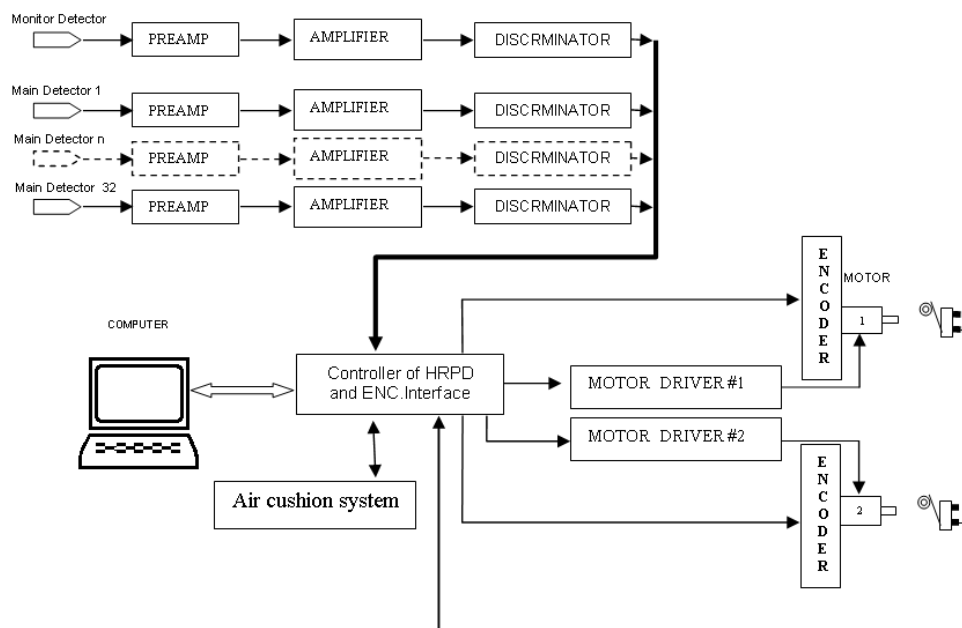 Monitor Detector
PREAMP
AMPLIFIER
DISCRMINATOR
Main Detector 1
PREAMP
AMPLIFIER
DISCRMINATOR
Main Detector n
PREAMP
AMPLIFIER
DISCRMINATOR
Main Detector 32
PREAMP
AMPLIFIER
DISCRMINATOR
ENCODER
MOTOR
1
COMPUTER
Controller of HRPD
and ENC.Interface
MOTOR DRIVER #1
MOTOR DRIVER #2
Air cushion system
ENCODER
2